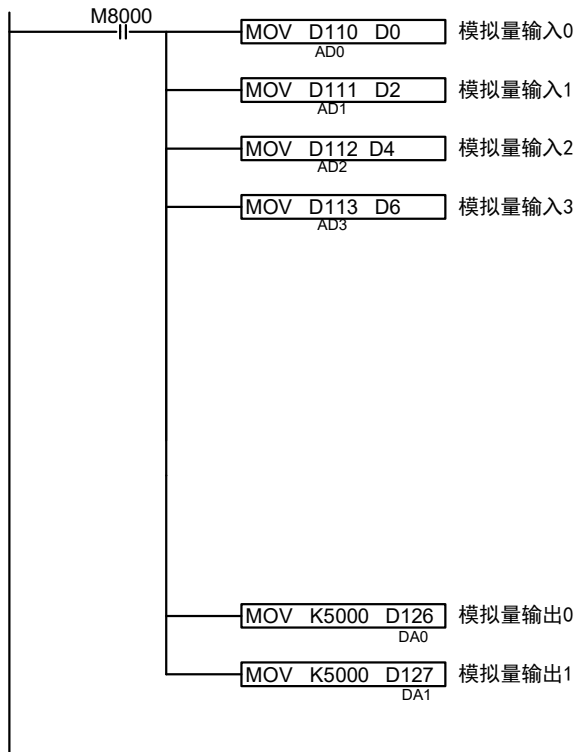 M8000
MOV D110 D0 模拟量输入0
AD0
MOV D111 D2 模拟量输入1
AD1
MOV D112 D4 模拟量输入2
AD2
MOV D113 D6 模拟量输入3
AD3
MOV K5000 D126 模拟量输出0
DA0
MOV K5000 D127 模拟量输出1
DA1